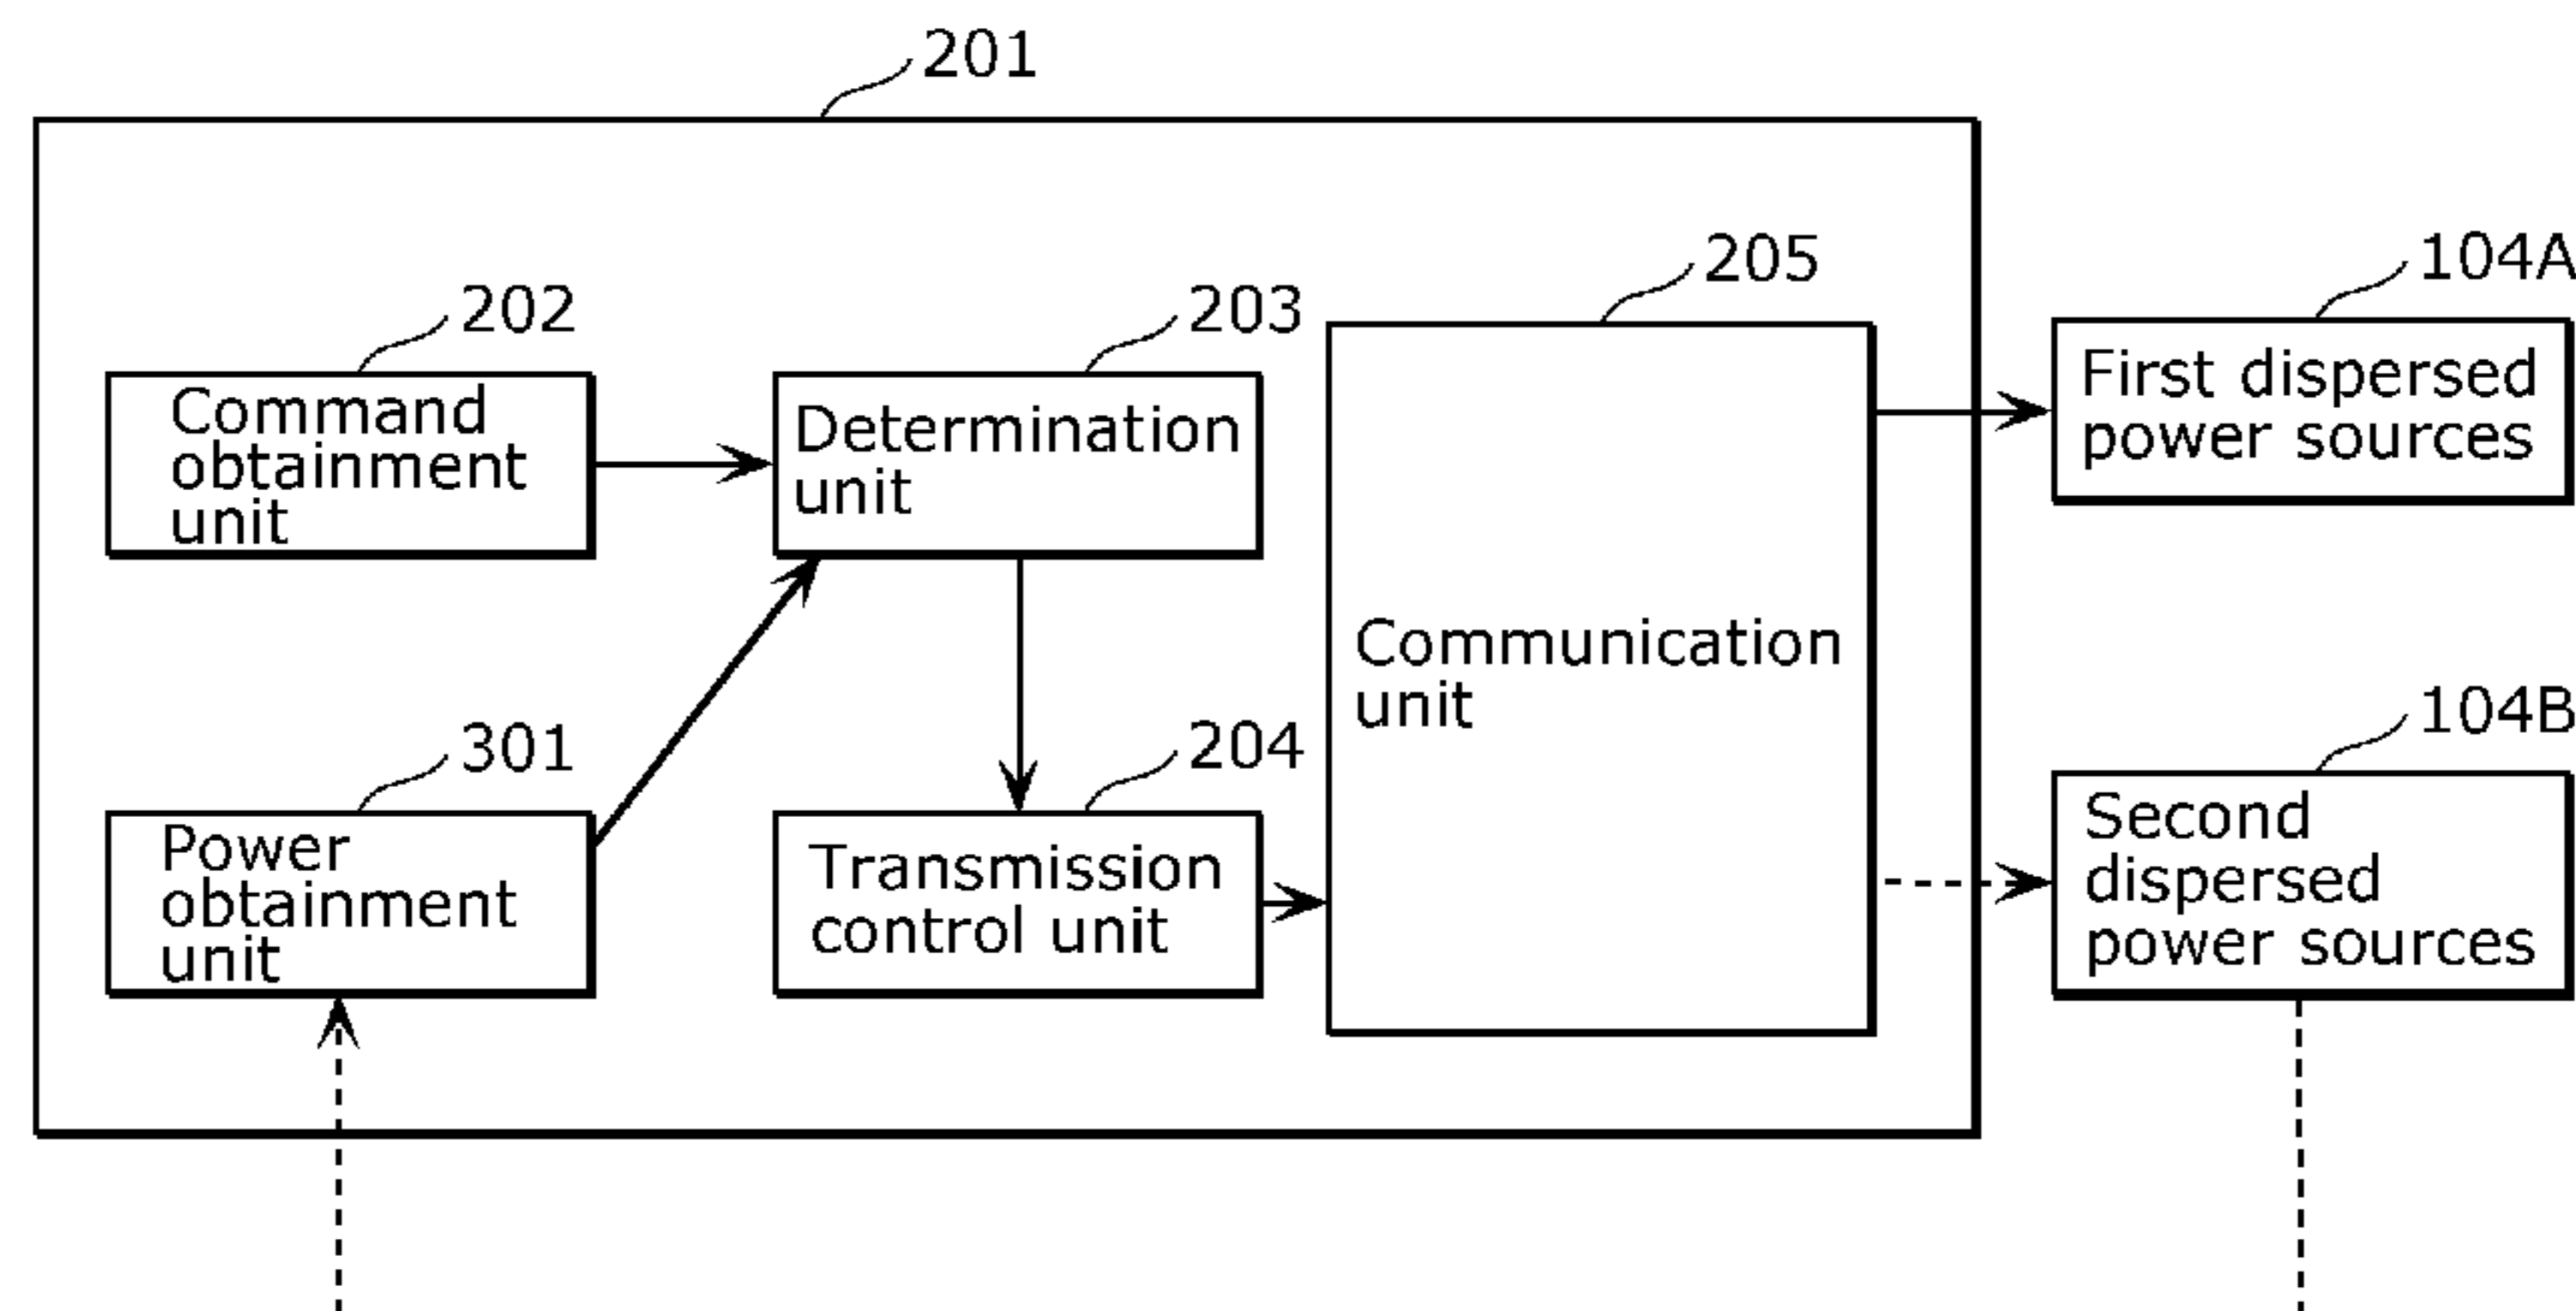 201
202
Command
obtainment
unit
203
Determination
unit
205
Communication
unit
104A
First dispersed
power sources
301
Power
obtainment
unit
204
Transmission
control unit
104B
Second
dispersed
power sources